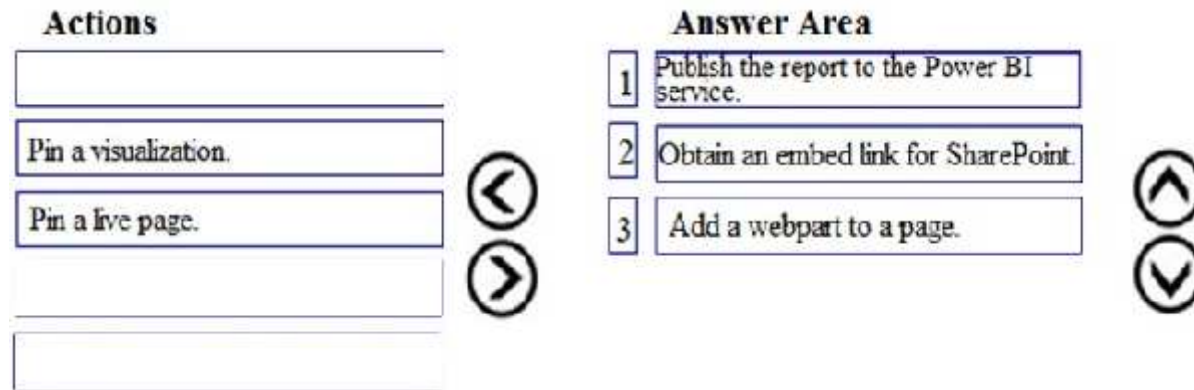 Actions
Pin a visualization.
Pin a live page.
Answer Area
1 Publish the report to the Power BI
service.
2 Obtain an embed link for SharePoint.
3 Add a webpart to a page.